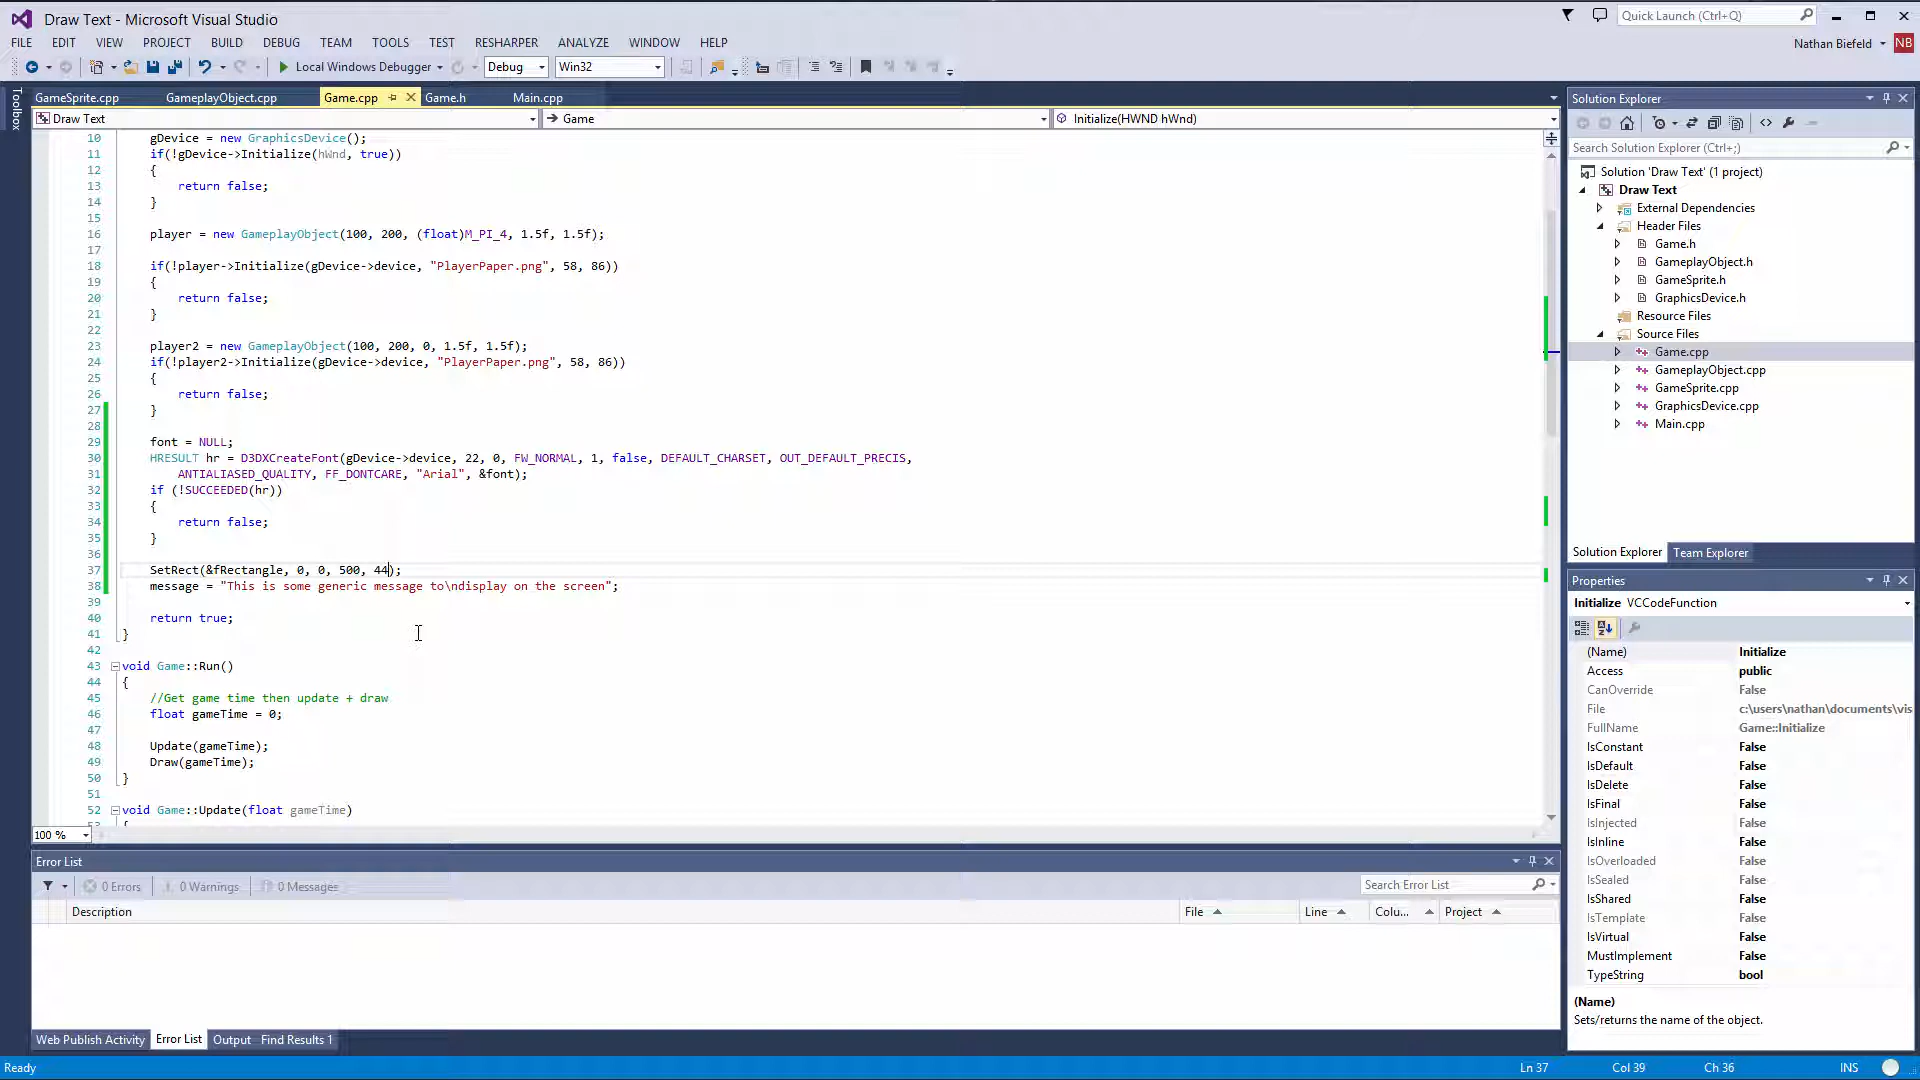 Draw Text - Microsoft Visual Studio
Quick Launch (Ctrl+Q)
FILE EDIT VIEW PROJECT BUILD DEBUG TEAM TOOLS TEST RESHARPER ANALYZE WINDOW HELP
Nathan Biefeld NB
Local Windows Debugger Debug Win32
Toolbox
GameSprite.cpp GameplayObject.cpp Game.cpp Game.h Main.cpp
Draw Text Game Initialize(HWND hWnd)
10 gDevice = new GraphicsDevice();
11 if(!gDevice->Initialize(hWnd, true))
12 {
13 return false;
14 }
15
16 player = new GameplayObject(100, 200, (float)M_PI_4, 1.5f, 1.5f);
17
18 if(!player->Initialize(gDevice->device, "PlayerPaper.png", 58, 86))
19 {
20 return false;
21 }
22
23 player2 = new GameplayObject(100, 200, 0, 1.5f, 1.5f);
24 if(!player2->Initialize(gDevice->device, "PlayerPaper.png", 58, 86))
25 {
26 return false;
27 }
28
29 font = NULL;
30 HRESULT hr = D3DXCreateFont(gDevice->device, 22, 0, FW_NORMAL, 1, false, DEFAULT_CHARSET, OUT_DEFAULT_PRECIS,
31 ANTIALIASED_QUALITY, FF_DONTCARE, "Arial", &font);
32 if (!SUCCEEDED(hr))
33 {
34 return false;
35 }
36
37 SetRect(&fRectangle, 0, 0, 500, 44);
38 message = "This is some generic message to\ndisplay on the screen";
39
40 return true;
41 }
42
43 void Game::Run()
44 {
45 //Get game time then update + draw
46 float gameTime = 0;
47
48 Update(gameTime);
49 Draw(gameTime);
50 }
51
52 void Game::Update(float gameTime)
100 %
Error List
0 Errors 0 Warnings 0 Messages
Search Error List
Description File Line Colu... Project
Web Publish Activity Error List Output Find Results 1
Solution Explorer
Search Solution Explorer (Ctrl+;)
Solution 'Draw Text' (1 project)
Draw Text
External Dependencies
Header Files
Game.h
GameplayObject.h
GameSprite.h
GraphicsDevice.h
Resource Files
Source Files
Game.cpp
GameplayObject.cpp
GameSprite.cpp
GraphicsDevice.cpp
Main.cpp
Solution Explorer Team Explorer
Properties
Initialize VCCodeFunction
(Name) Initialize
Access public
CanOverride False
File c:\users\nathan\documents\vis
FullName Game::Initialize
IsConstant False
IsDefault False
IsDelete False
IsFinal False
IsInjected False
IsInline False
IsOverloaded False
IsSealed False
IsShared False
IsTemplate False
IsVirtual False
MustImplement False
TypeString bool
(Name)
Sets/returns the name of the object.
Ready Ln 37 Col 39 Ch 36 INS